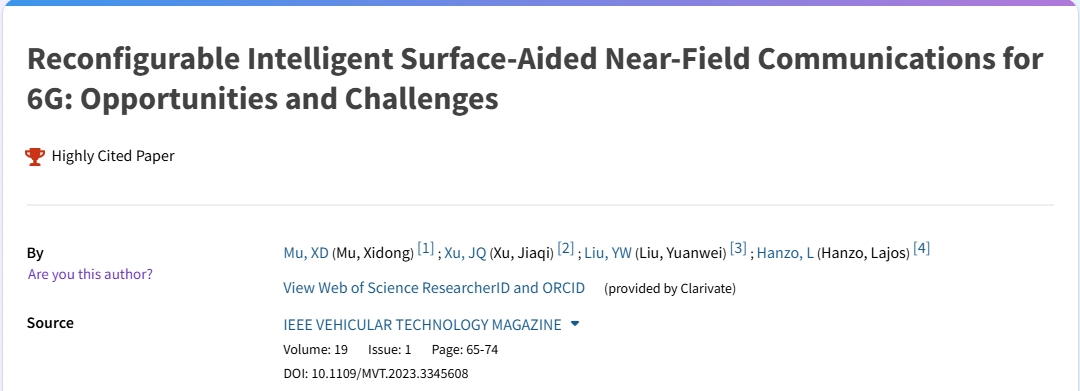 Reconfigurable Intelligent Surface-Aided Near-Field Communications for
6G: Opportunities and Challenges
Highly Cited Paper
By
Mu, XD (Mu, Xidong) [1] ; Xu, JQ (Xu, Jiaqi) [2] ; Liu, YW (Liu, Yuanwei) [3] ; Hanzo, L (Hanzo, Lajos) [4]
Are you this author?
View Web of Science ResearcherID and ORCID (provided by Clarivate)
Source
IEEE VEHICULAR TECHNOLOGY MAGAZINE
Volume: 19 Issue: 1 Page: 65-74
DOI: 10.1109/MVT.2023.3345608